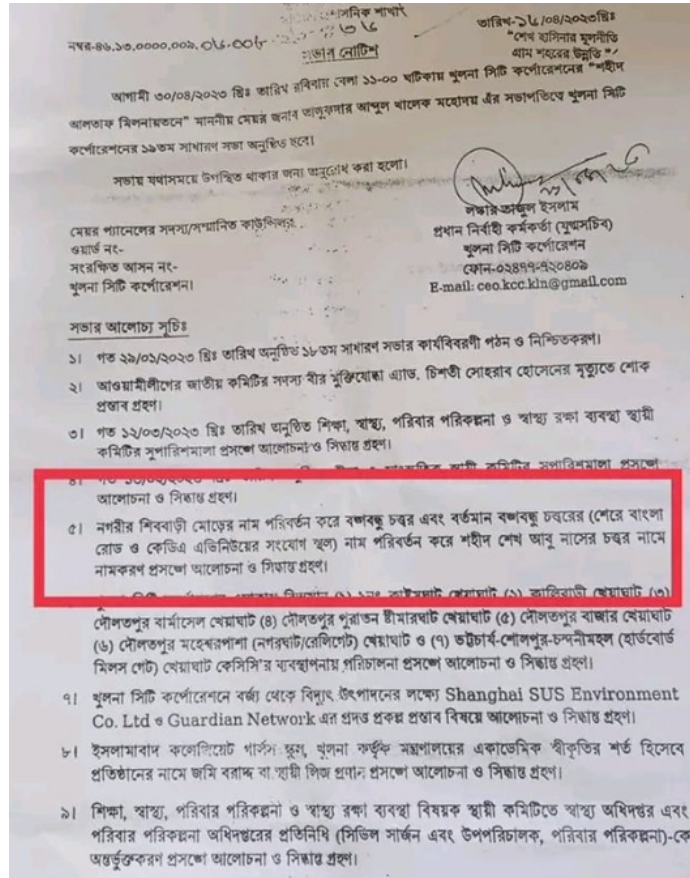 প্রশাসনিক শাখা
নম্বর-৪৬.১৩.০০০০.০০৯.০৬.০০৮-
তারিখ-১৬/০৪/২০২৩খ্রিঃ
"শেখ হাসিনার মূলনীতি
গ্রাম শহরের উন্নতি"
সভার নোটিশ
আগামী ৩০/০৪/২০২৩ খ্রিঃ তারিখ রবিবার বেলা ১১-০০ ঘটিকায় খুলনা সিটি কর্পোরেশনের "শহীদ
আলতাফ মিলনায়তনে" মাননীয় মেয়র জনাব তালুকদার আব্দুল খালেক মহোদয় এঁর সভাপতিত্বে খুলনা সিটি
কর্পোরেশনের ১৯তম সাধারণ সভা অনুষ্ঠিত হবে।
সভায় যথাসময়ে উপস্থিত থাকার জন্য অনুরোধ করা হলো।
লস্কার তাজুল ইসলাম
প্রধান নির্বাহী কর্মকর্তা (যুগ্মসচিব)
খুলনা সিটি কর্পোরেশন
ফোন-০২৪৭৭-৭২০৪০৯
E-mail: ceo.kcc.kln@gmail.com
মেয়র প্যানেলের সদস্য/সম্মানিত কাউন্সিলর
ওয়ার্ড নং-
সংরক্ষিত আসন নং-
খুলনা সিটি কর্পোরেশন।
সভার আলোচ্য সূচিঃ
১। গত ২৯/০১/২০২৩ খ্রিঃ তারিখ অনুষ্ঠিত ১৮তম সাধারণ সভার কার্যবিবরণী পঠন ও নিশ্চিতকরণ।
২। আওয়ামীলীগের জাতীয় কমিটির সদস্য বীর মুক্তিযোদ্ধা এ্যাড. চিশতী সোহরাব হোসেনের মৃত্যুতে শোক
প্রস্তাব গ্রহণ।
৩। গত ১২/০৩/২০২৩ খ্রিঃ তারিখ অনুষ্ঠিত শিক্ষা, স্বাস্থ্য, পরিবার পরিকল্পনা ও স্বাস্থ্য রক্ষা ব্যবস্থা স্থায়ী
কমিটির সুপারিশমালা প্রসঙ্গে আলোচনা ও সিদ্ধান্ত গ্রহণ।
৪। গত স্থায়ী কমিটির সুপারিশমালা প্রসঙ্গে
আলোচনা ও সিদ্ধান্ত গ্রহণ।
৫। নগরীর শিববাড়ী মোড়ের নাম পরিবর্তন করে বঙ্গবন্ধু চত্বর এবং বর্তমান বঙ্গবন্ধু চত্বরের (শেরে বাংলা
রোড ও কেডিএ এভিনিউয়ের সংযোগ স্থল) নাম পরিবর্তন করে শহীদ শেখ আবু নাসের চত্বর নামে
নামকরণ প্রসঙ্গে আলোচনা ও সিদ্ধান্ত গ্রহণ।
খেয়াঘাট (২) কালিবাড়ী খেয়াঘাট (৩)
দৌলতপুর বার্মাসেল খেয়াঘাট (৪) দৌলতপুর পুরাতন ষ্টীমারঘাট খেয়াঘাট (৫) দৌলতপুর বাজার খেয়াঘাট
(৬) দৌলতপুর মহেশ্বরপাশা (নগরঘাট/রেলিগেট) খেয়াঘাট ও (৭) ভট্টাচার্য-শোলপুর-চন্দনীমহল (হার্ডবোর্ড
মিলস গেট) খেয়াঘাট কেসিসি'র ব্যবস্থাপনায় পরিচালনা প্রসঙ্গে আলোচনা ও সিদ্ধান্ত গ্রহণ।
৭। খুলনা সিটি কর্পোরেশনে বর্জ্য থেকে বিদ্যুৎ উৎপাদনের লক্ষ্যে Shanghai SUS Environment
Co. Ltd ও Guardian Network এর প্রদত্ত প্রকল্প প্রস্তাব বিষয়ে আলোচনা ও সিদ্ধান্ত গ্রহণ।
৮। ইসলামাবাদ কলেজিয়েট গার্লস স্কুল, খুলনা কর্তৃক মন্ত্রণালয়ের একাডেমিক স্বীকৃতির শর্ত হিসেবে
প্রতিষ্ঠানের নামে জমি বরাদ্দ বা স্থায়ী লিজ প্রদান প্রসঙ্গে আলোচনা ও সিদ্ধান্ত গ্রহণ।
৯। শিক্ষা, স্বাস্থ্য, পরিবার পরিকল্পনা ও স্বাস্থ্য রক্ষা ব্যবস্থা বিষয়ক স্থায়ী কমিটিতে স্বাস্থ্য অধিদপ্তর এবং
পরিবার পরিকল্পনা অধিদপ্তরের প্রতিনিধি (সিভিল সার্জন এবং উপপরিচালক, পরিবার পরিকল্পনা)-কে
অন্তর্ভুক্তকরণ প্রসঙ্গে আলোচনা ও সিদ্ধান্ত গ্রহণ।